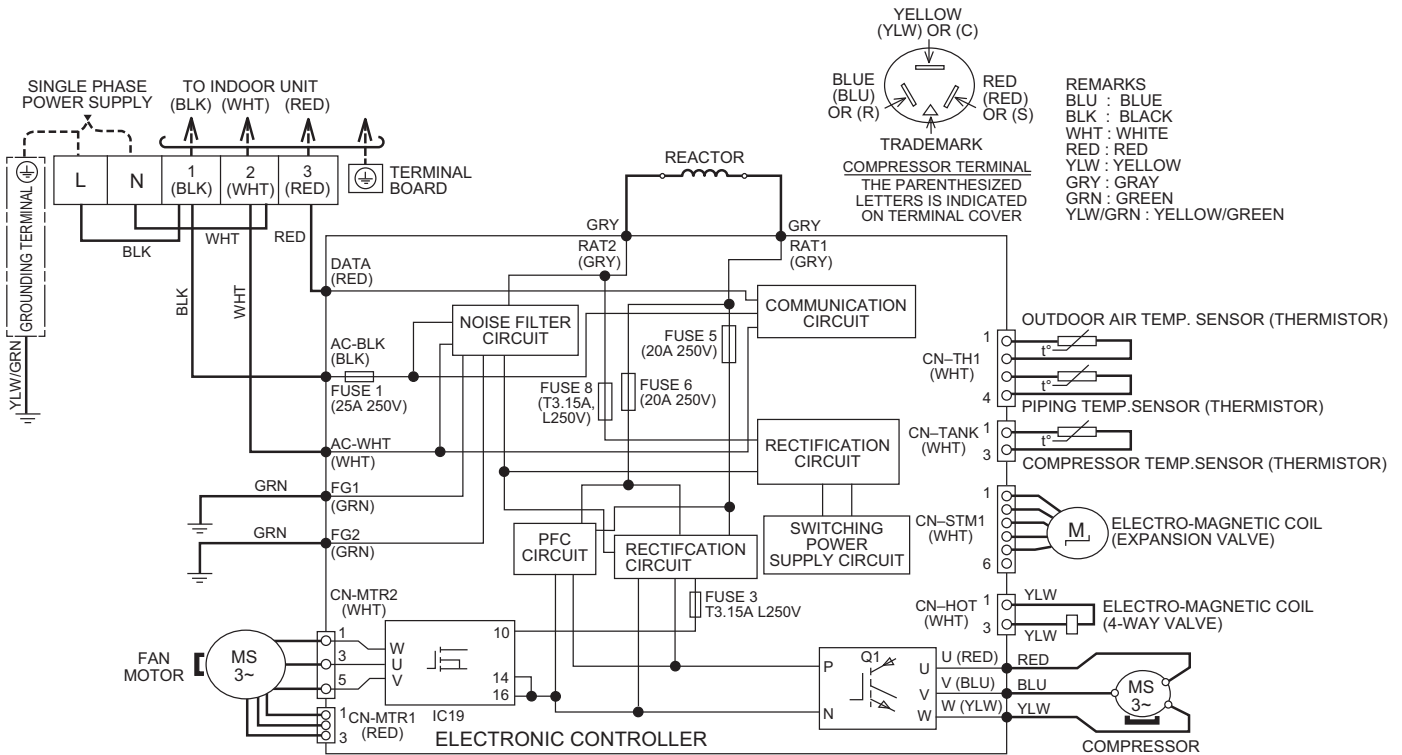 YELLOW
(YLW) OR (C)
BLUE
(BLU)
OR (R)
RED
(RED)
OR (S)
TRADEMARK
COMPRESSOR TERMINAL
THE PARENTHESIZED
LETTERS IS INDICATED
ON TERMINAL COVER
REMARKS
BLU : BLUE
BLK : BLACK
WHT : WHITE
RED : RED
YLW : YELLOW
GRY : GRAY
GRN : GREEN
YLW/GRN : YELLOW/GREEN
SINGLE PHASE
POWER SUPPLY
TO INDOOR UNIT
(BLK) (WHT) (RED)
L
N
1
(BLK)
2
(WHT)
3
(RED)
TERMINAL
BOARD
GROUNDING TERMINAL
YLW/GRN
BLK
WHT
RED
BLK
WHT
REACTOR
GRY
GRY
RAT2
(GRY)
RAT1
(GRY)
DATA
(RED)
NOISE FILTER
CIRCUIT
COMMUNICATION
CIRCUIT
AC-BLK
(BLK)
FUSE 1
(25A 250V)
FUSE 5
(20A 250V)
FUSE 8
(T3.15A,
L250V)
FUSE 6
(20A 250V)
AC-WHT
(WHT)
RECTIFICATION
CIRCUIT
GRN
FG1
(GRN)
GRN
FG2
(GRN)
PFC
CIRCUIT
RECTIFCATION
CIRCUIT
SWITCHING
POWER
SUPPLY CIRCUIT
FUSE 3
T3.15A L250V
CN-MTR2
(WHT)
FAN
MOTOR
MS
3~
1
3
5
W
U
V
10
14
16
IC19
1
3
CN-MTR1
(RED)
ELECTRONIC CONTROLLER
P
N
Q1
U
V
W
U (RED)
V (BLU)
W (YLW)
RED
BLU
YLW
MS
3~
COMPRESSOR
OUTDOOR AIR TEMP. SENSOR (THERMISTOR)
CN–TH1
(WHT)
1
4
t°
t°
PIPING TEMP.SENSOR (THERMISTOR)
CN–TANK
(WHT)
1
3
t°
COMPRESSOR TEMP.SENSOR (THERMISTOR)
CN–STM1
(WHT)
1
6
M
ELECTRO-MAGNETIC COIL
(EXPANSION VALVE)
CN–HOT
(WHT)
1
3
YLW
YLW
ELECTRO-MAGNETIC COIL
(4-WAY VALVE)